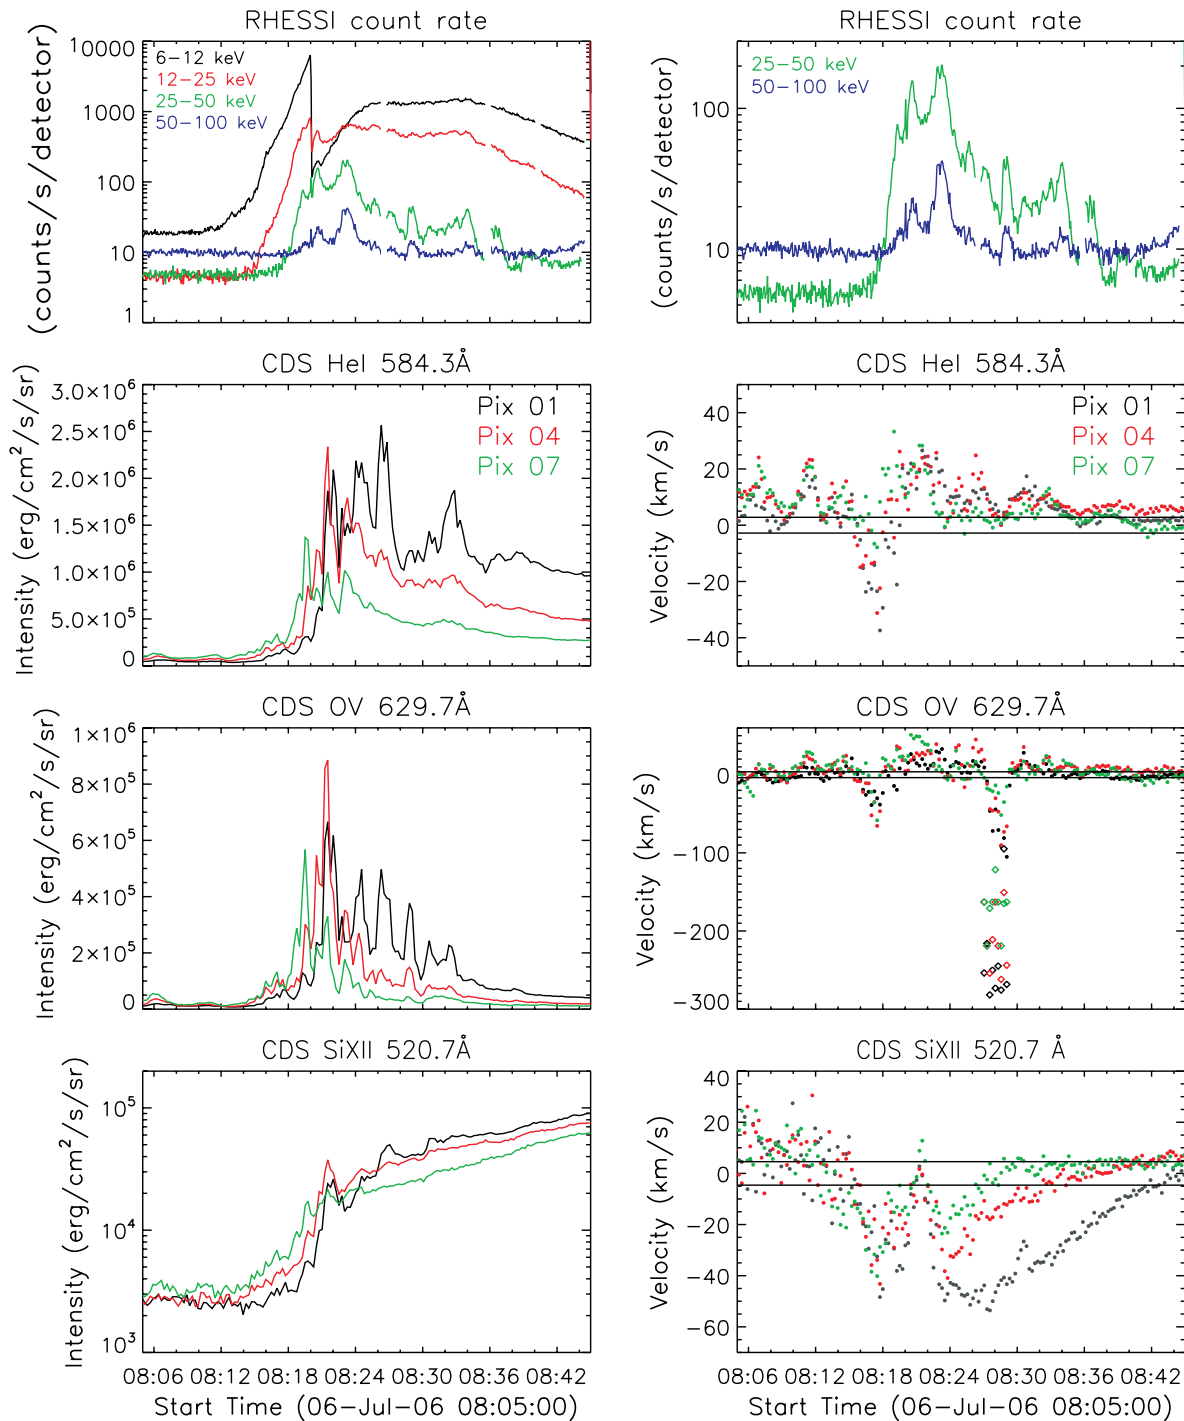 RHESSI count rate
10000
1000
100
10
1
(counts/s/detector)
6−12 keV
12−25 keV
25−50 keV
50−100 keV
RHESSI count rate
100
10
(counts/s/detector)
25−50 keV
50−100 keV
CDS HeI 584.3Å
3.0×10⁶
2.5×10⁶
2.0×10⁶
1.5×10⁶
1.0×10⁶
5.0×10⁵
0
Intensity (erg/cm²/s/sr)
Pix 01
Pix 04
Pix 07
CDS HeI 584.3Å
40
20
0
−20
−40
Velocity (km/s)
Pix 01
Pix 04
Pix 07
CDS OV 629.7Å
1×10⁶
8×10⁵
6×10⁵
4×10⁵
2×10⁵
0
Intensity (erg/cm²/s/sr)
CDS OV 629.7Å
0
−100
−200
−300
Velocity (km/s)
CDS SiXII 520.7Å
10⁵
10⁴
10³
Intensity (erg/cm²/s/sr)
08:06 08:12 08:18 08:24 08:30 08:36 08:42
Start Time (06−Jul−06 08:05:00)
CDS SiXII 520.7 Å
40
20
0
−20
−40
−60
Velocity (km/s)
08:06 08:12 08:18 08:24 08:30 08:36 08:42
Start Time (06−Jul−06 08:05:00)